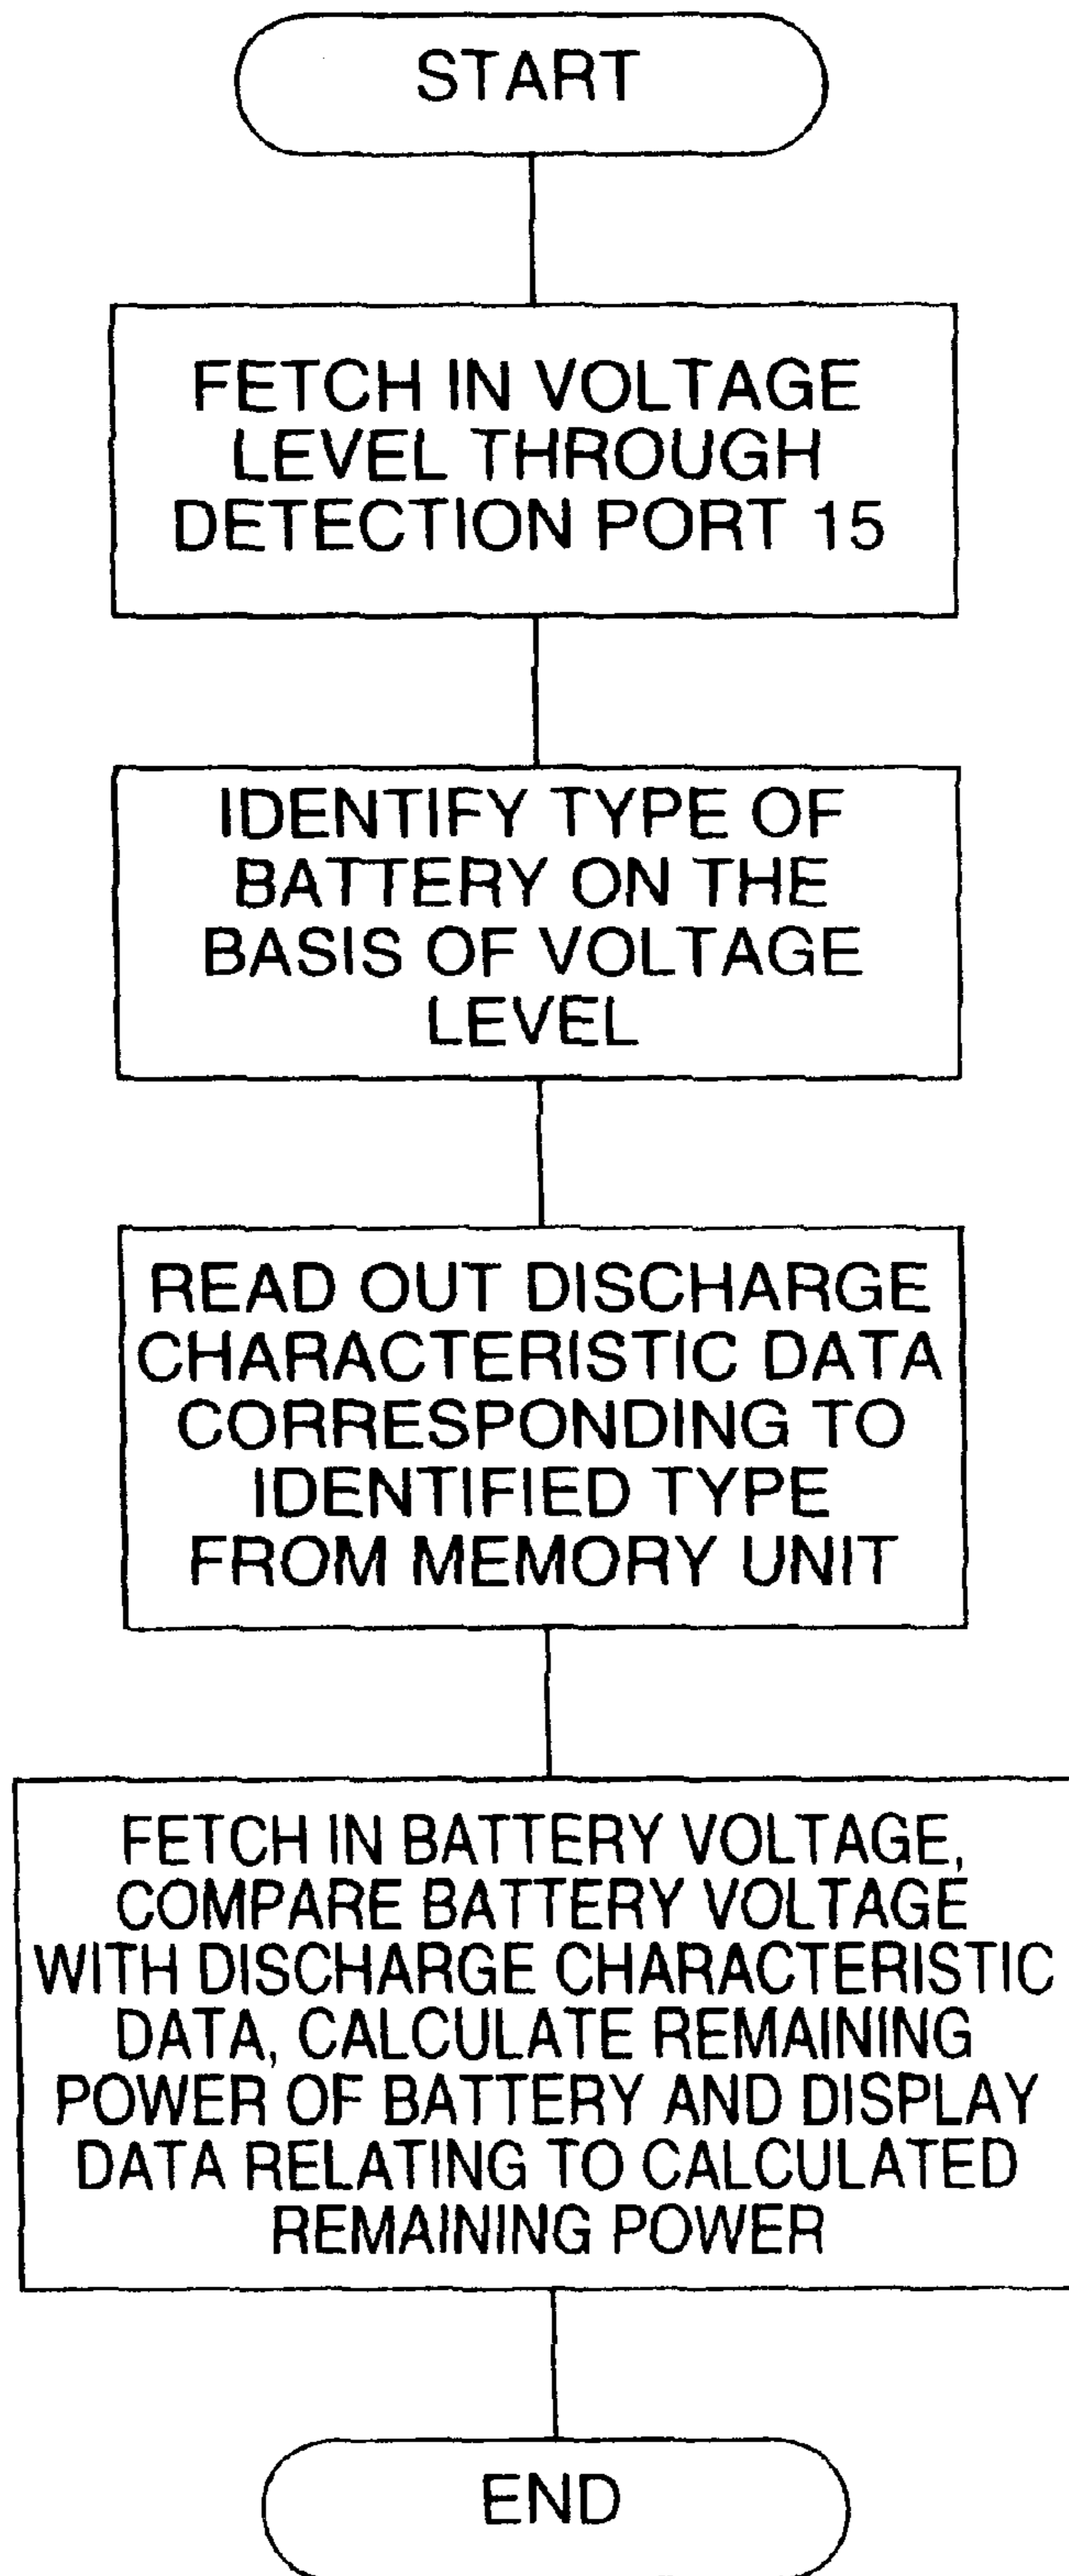 START
FETCH IN VOLTAGE
LEVEL THROUGH
DETECTION PORT 15
IDENTIFY TYPE OF
BATTERY ON THE
BASIS OF VOLTAGE
LEVEL
READ OUT DISCHARGE
CHARACTERISTIC DATA
CORRESPONDING TO
IDENTIFIED TYPE
FROM MEMORY UNIT
FETCH IN BATTERY VOLTAGE,
COMPARE BATTERY VOLTAGE
WITH DISCHARGE CHARACTERISTIC
DATA, CALCULATE REMAINING
POWER OF BATTERY AND DISPLAY
DATA RELATING TO CALCULATED
REMAINING POWER
END